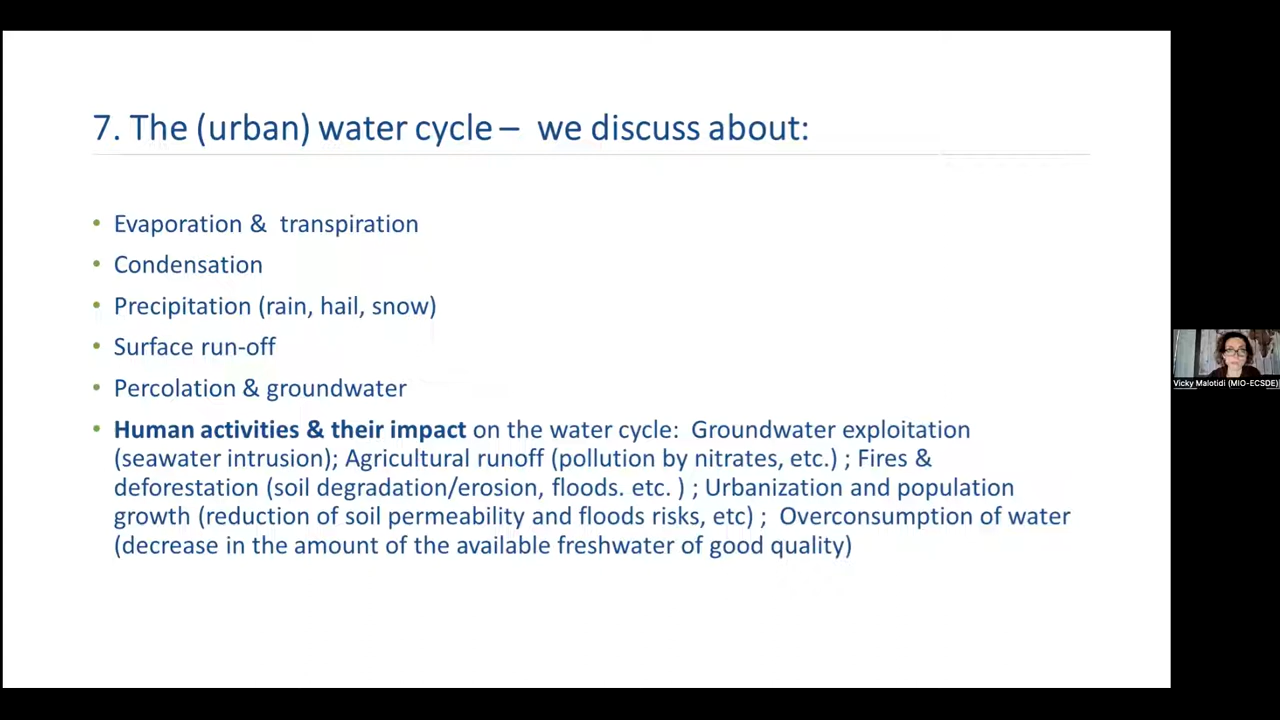 7. The (urban) water cycle – we discuss about:
• Evaporation & transpiration
• Condensation
• Precipitation (rain, hail, snow)
• Surface run-off
• Percolation & groundwater
• Human activities & their impact on the water cycle: Groundwater exploitation
(seawater intrusion); Agricultural runoff (pollution by nitrates, etc.) ; Fires &
deforestation (soil degradation/erosion, floods. etc. ) ; Urbanization and population
growth (reduction of soil permeability and floods risks, etc) ; Overconsumption of water
(decrease in the amount of the available freshwater of good quality)
Vicky Malotidi (MIO-ECSDE)